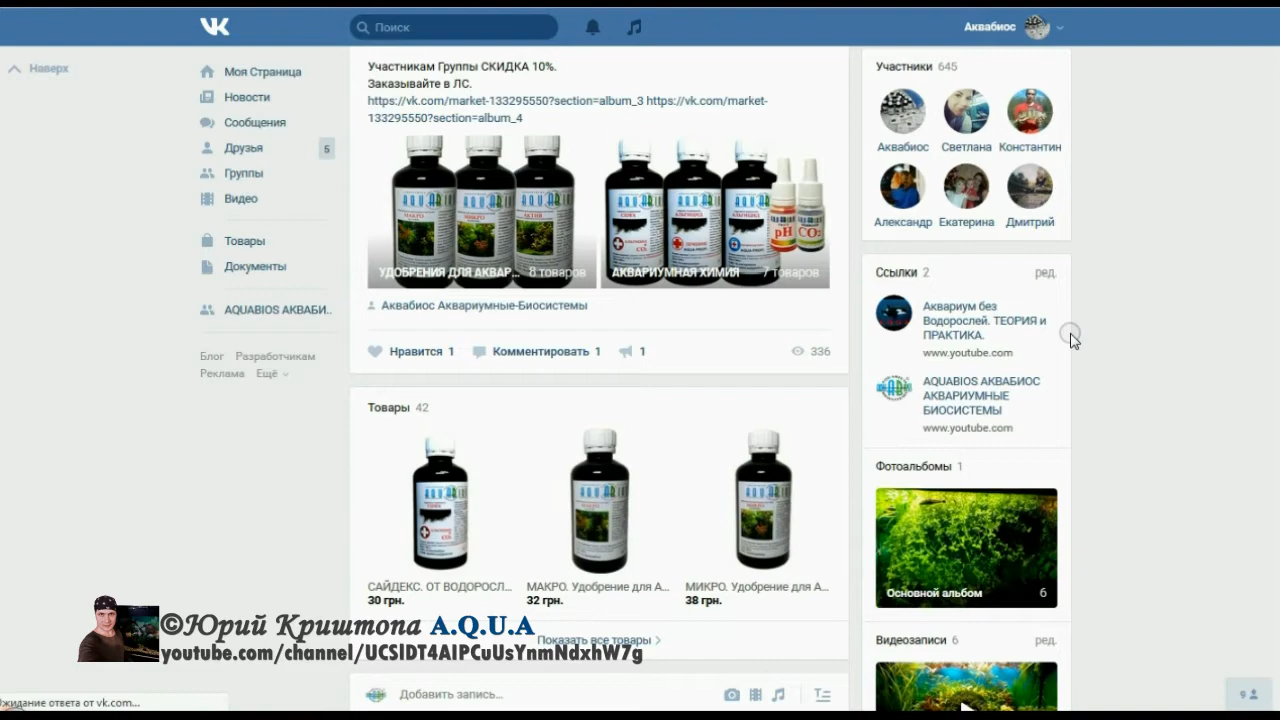 Поиск
Аквабиос
Наверх
Моя Страница
Новости
Сообщения
Друзья 5
Группы
Видео
Товары
Документы
AQUABIOS АКВАБИ..
Блог Разработчикам
Реклама Ещё
Участникам Группы СКИДКА 10%.
Заказывайте в ЛС.
https://vk.com/market-133295550?section=album_3 https://vk.com/market-
133295550?section=album_4
УДОБРЕНИЯ ДЛЯ АКВАР... 8 товаров
АКВАРИУМНАЯ ХИМИЯ 7 товаров
pH
CO₂
Аквабиос Аквариумные-Биосистемы
Нравится 1 Комментировать 1 1 336
Товары 42
САЙДЕКС. ОТ ВОДОРОСЛ...
30 грн.
МАКРО. Удобрение для А...
32 грн.
МИКРО. Удобрение для А...
38 грн.
Показать все товары
Добавить запись...
Участники 645
Аквабиос Светлана Константин
Александр Екатерина Дмитрий
Ссылки 2 ред.
Аквариум без
Водорослей. ТЕОРИЯ и
ПРАКТИКА.
www.youtube.com
AQUABIOS АКВАБИОС
АКВАРИУМНЫЕ
БИОСИСТЕМЫ
www.youtube.com
Фотоальбомы 1
Основной альбом 6
Видеозаписи 6 ред.
9
©Юрий Криштопа A.Q.U.A
youtube.com/channel/UCSlDT4AlPCuUsYnmNdxhW7g
Ожидание ответа от vk.com...